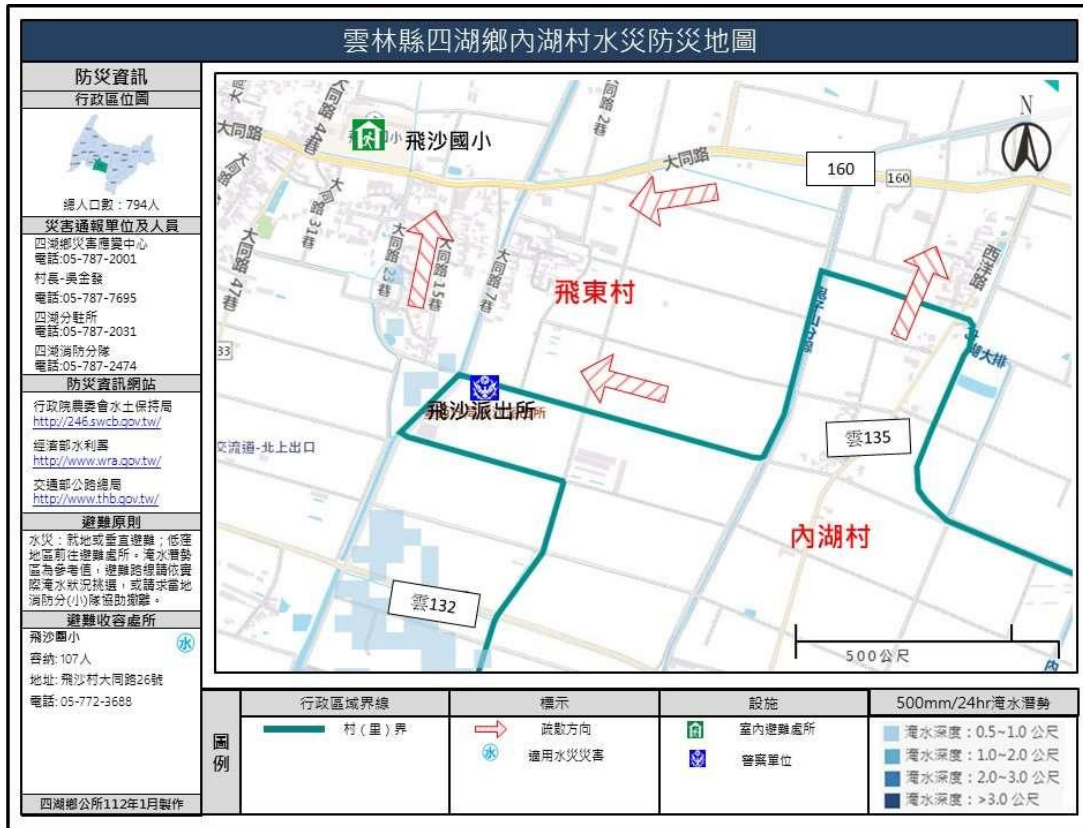 雲林縣四湖鄉內湖村水災防災地圖
防災資訊
行政區位圖
總人口數：794人
災害通報單位及人員
四湖鄉災害應變中心
電話:05-787-2001
村長-吳金發
電話:05-787-7695
四湖分駐所
電話:05-787-2031
四湖消防分隊
電話:05-787-2474
防災資訊網站
行政院農委會水土保持局
http://246.swcb.gov.tw/
經濟部水利署
http://www.wra.gov.tw/
交通部公路總局
http://www.thb.gov.tw/
避難原則
水災：就地或垂直避難；低窪
地區前往避難處所。淹水潛勢
區為參考值，避難路線請依實
際淹水狀況挑選，或請求當地
消防分(小)隊協助撤離。
避難收容處所
飛沙國小
水
容納: 107人
地址: 飛沙村大同路26號
電話: 05-772-3688
四湖鄉公所112年1月製作
大同路
大同路44巷
飛沙國小
大同路2巷
大同路
160
160
N
大同路31巷
大同路23巷
大同路15巷
大同路7巷
大同路47巷
西洋路
飛東村
33
飛沙派出所
交流道-北上出口
雲135
內湖村
雲132
500公尺
內
圖例
行政區域界線
村（里）界
標示
疏散方向
水
適用水災災害
設施
室內避難處所
警察單位
500mm/24hr淹水潛勢
淹水深度：0.5~1.0 公尺
淹水深度：1.0~2.0 公尺
淹水深度：2.0~3.0 公尺
淹水深度：>3.0 公尺